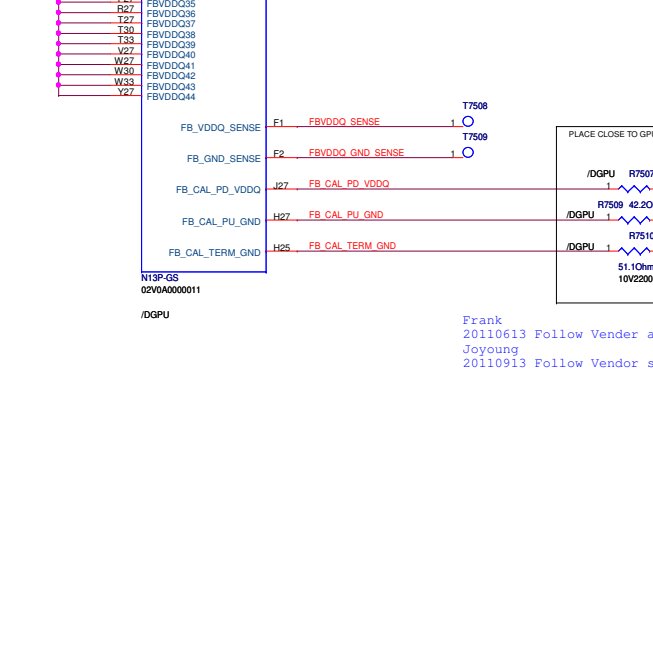 FBVDDQ35
R27 FBVDDQ36
T27 FBVDDQ37
T30 FBVDDQ38
T33 FBVDDQ39
V27 FBVDDQ40
W27 FBVDDQ41
W30 FBVDDQ42
W33 FBVDDQ43
Y27 FBVDDQ44
T7508
FB_VDDQ_SENSE F1 FBVDDQ_SENSE 1
T7509
PLACE CLOSE TO GP
FB_GND_SENSE F2 FBVDDQ_GND_SENSE 1
/DGPU R7507
FB_CAL_PD_VDDQ J27 FB_CAL_PD_VDDQ 1
R7509 42.2O
FB_CAL_PU_GND H27 FB_CAL_PU_GND /DGPU 1
R7510
FB_CAL_TERM_GND H25 FB_CAL_TERM_GND /DGPU 1
51.1Ohm
10V2200
N13P-GS
02V0A0000011
/DGPU
Frank
20110613 Follow Vender a
Joyoung
20110913 Follow Vendor s